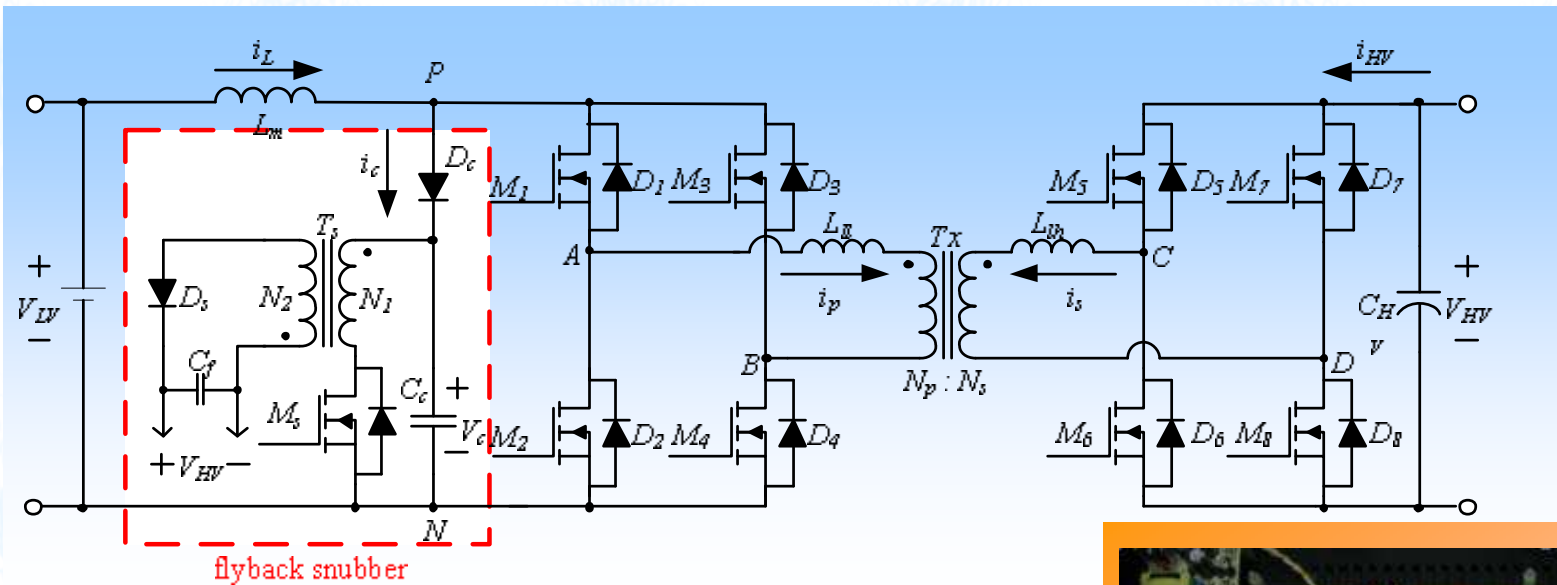 i_L
P
i_HV
L_m
i_c
D_c
M_1
D_1
M_3
D_3
M_5
D_5
M_7
D_7
T_s
A
L_ll
T_X
L_lh
C
+
V_LV
−
D_s
N_2
N_1
i_p
i_s
+
C_H
v
V_HV
−
C_f
B
N_p : N_s
D
M_s
C_c
+
V_c
−
M_2
D_2
M_4
D_4
M_6
D_6
M_8
D_8
+ V_HV −
N
flyback snubber